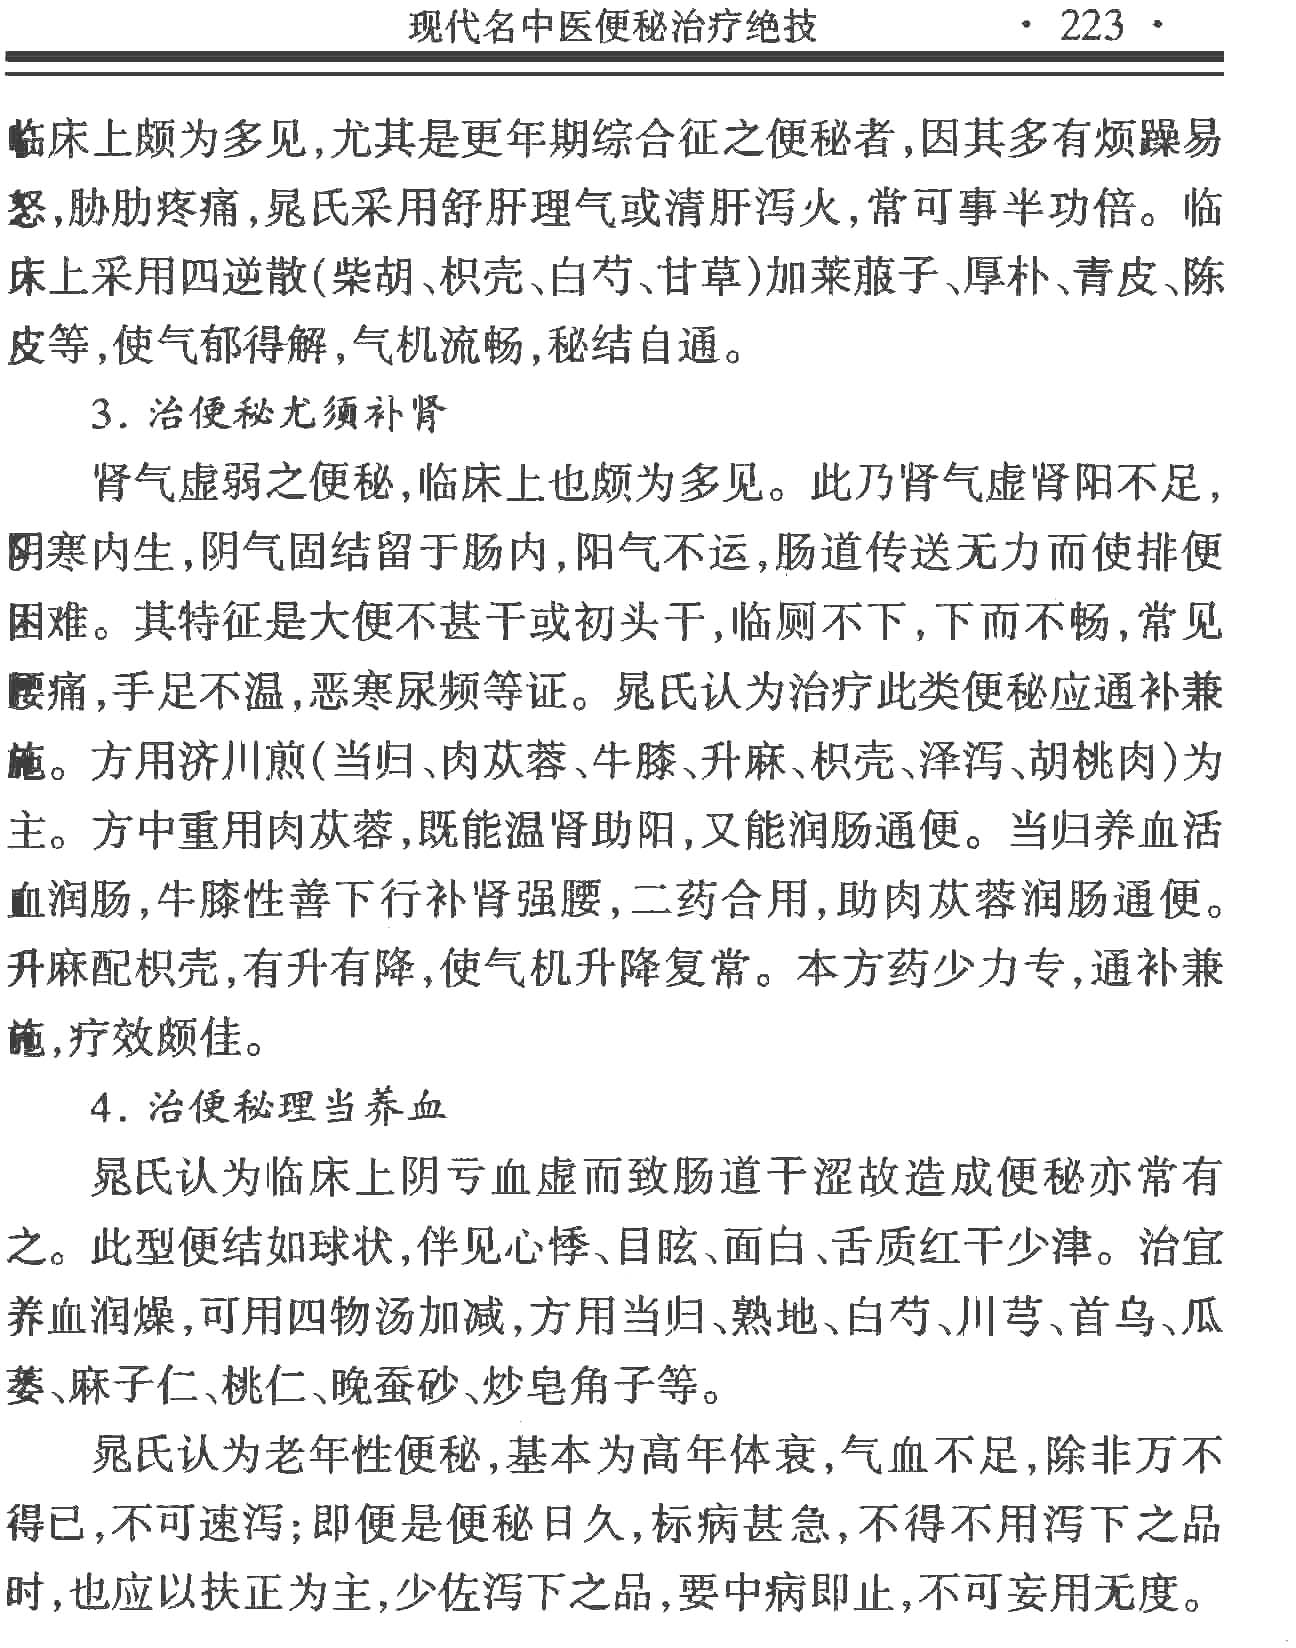 现代名中医便秘治疗绝技 · 223 ·
临床上颇为多见,尤其是更年期综合征之便秘者,因其多有烦躁易
怒,胁肋疼痛,晁氏采用舒肝理气或清肝泻火,常可事半功倍。临
床上采用四逆散(柴胡、枳壳、白芍、甘草)加莱菔子、厚朴、青皮、陈
皮等,使气郁得解,气机流畅,秘结自通。
3. 治便秘尤须补肾
肾气虚弱之便秘,临床上也颇为多见。此乃肾气虚肾阳不足,
阴寒内生,阴气固结留于肠内,阳气不运,肠道传送无力而使排便
困难。其特征是大便不甚干或初头干,临厕不下,下而不畅,常见
腰痛,手足不温,恶寒尿频等证。晁氏认为治疗此类便秘应通补兼
施。方用济川煎(当归、肉苁蓉、牛膝、升麻、枳壳、泽泻、胡桃肉)为
主。方中重用肉苁蓉,既能温肾助阳,又能润肠通便。当归养血活
血润肠,牛膝性善下行补肾强腰,二药合用,助肉苁蓉润肠通便。
升麻配枳壳,有升有降,使气机升降复常。本方药少力专,通补兼
施,疗效颇佳。
4. 治便秘理当养血
晁氏认为临床上阴亏血虚而致肠道干涩故造成便秘亦常有
之。此型便结如球状,伴见心悸、目眩、面白、舌质红干少津。治宜
养血润燥,可用四物汤加减,方用当归、熟地、白芍、川芎、首乌、瓜
蒌、麻子仁、桃仁、晚蚕砂、炒皂角子等。
晁氏认为老年性便秘,基本为高年体衰,气血不足,除非万不
得已,不可速泻;即便是便秘日久,标病甚急,不得不用泻下之品
时,也应以扶正为主,少佐泻下之品,要中病即止,不可妄用无度。